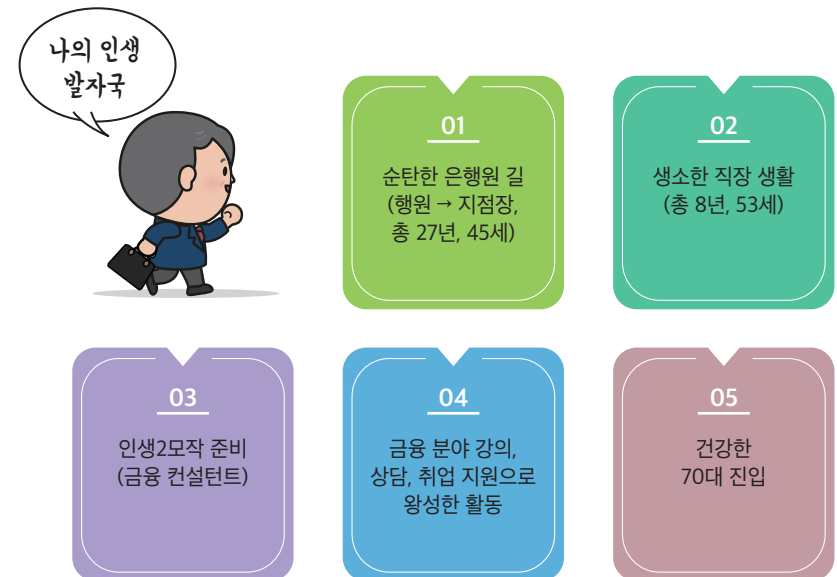 나의 인생
발자국
01
순탄한 은행원 길
(행원 → 지점장,
총 27년, 45세)
02
생소한 직장 생활
(총 8년, 53세)
03
인생2모작 준비
(금융 컨설턴트)
04
금융 분야 강의,
상담, 취업 지원으로
왕성한 활동
05
건강한
70대 진입